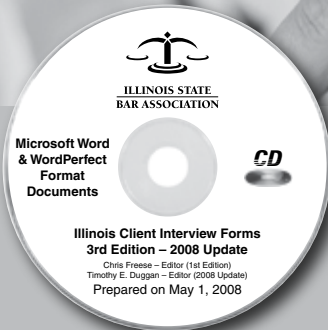 ILLINOIS STATE
BAR ASSOCIATION
Microsoft Word
& WordPerfect
Format
Documents
CD
Illinois Client Interview Forms
3rd Edition – 2008 Update
Chris Freese – Editor (1st Edition)
Timothy E. Duggan – Editor (2008 Update)
Prepared on May 1, 2008